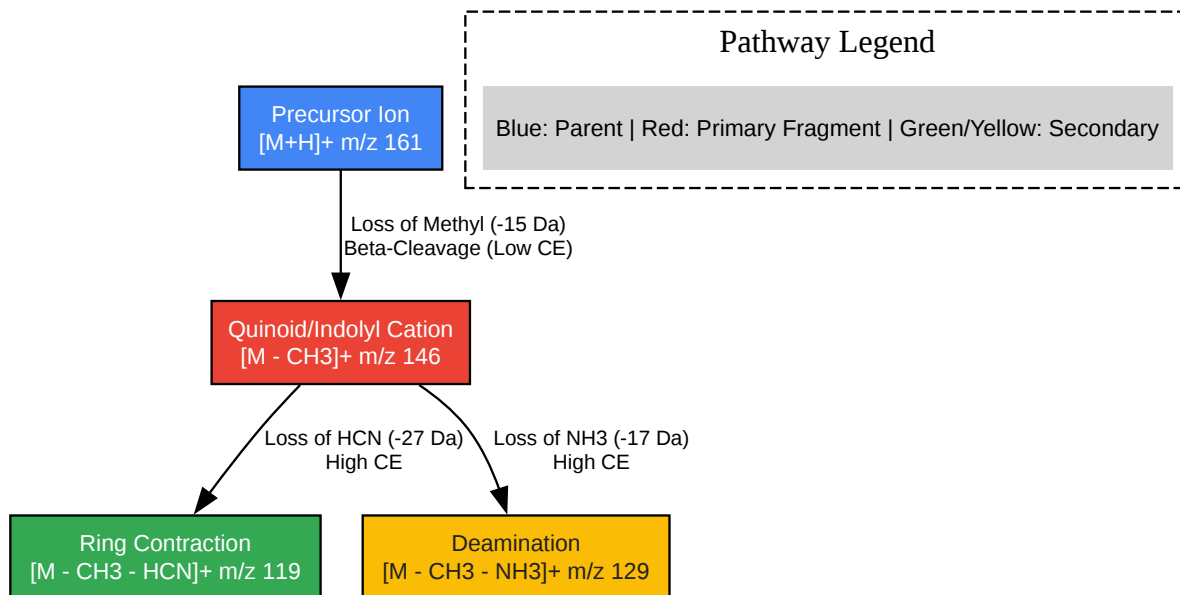 Pathway Legend
Blue: Parent | Red: Primary Fragment | Green/Yellow: Secondary
Precursor Ion
[M+H]+ m/z 161
Loss of Methyl (-15 Da)
Beta-Cleavage (Low CE)
Quinoid/Indolyl Cation
[M - CH3]+ m/z 146
Loss of HCN (-27 Da)
High CE
Loss of NH3 (-17 Da)
High CE
Ring Contraction
[M - CH3 - HCN]+ m/z 119
Deamination
[M - CH3 - NH3]+ m/z 129